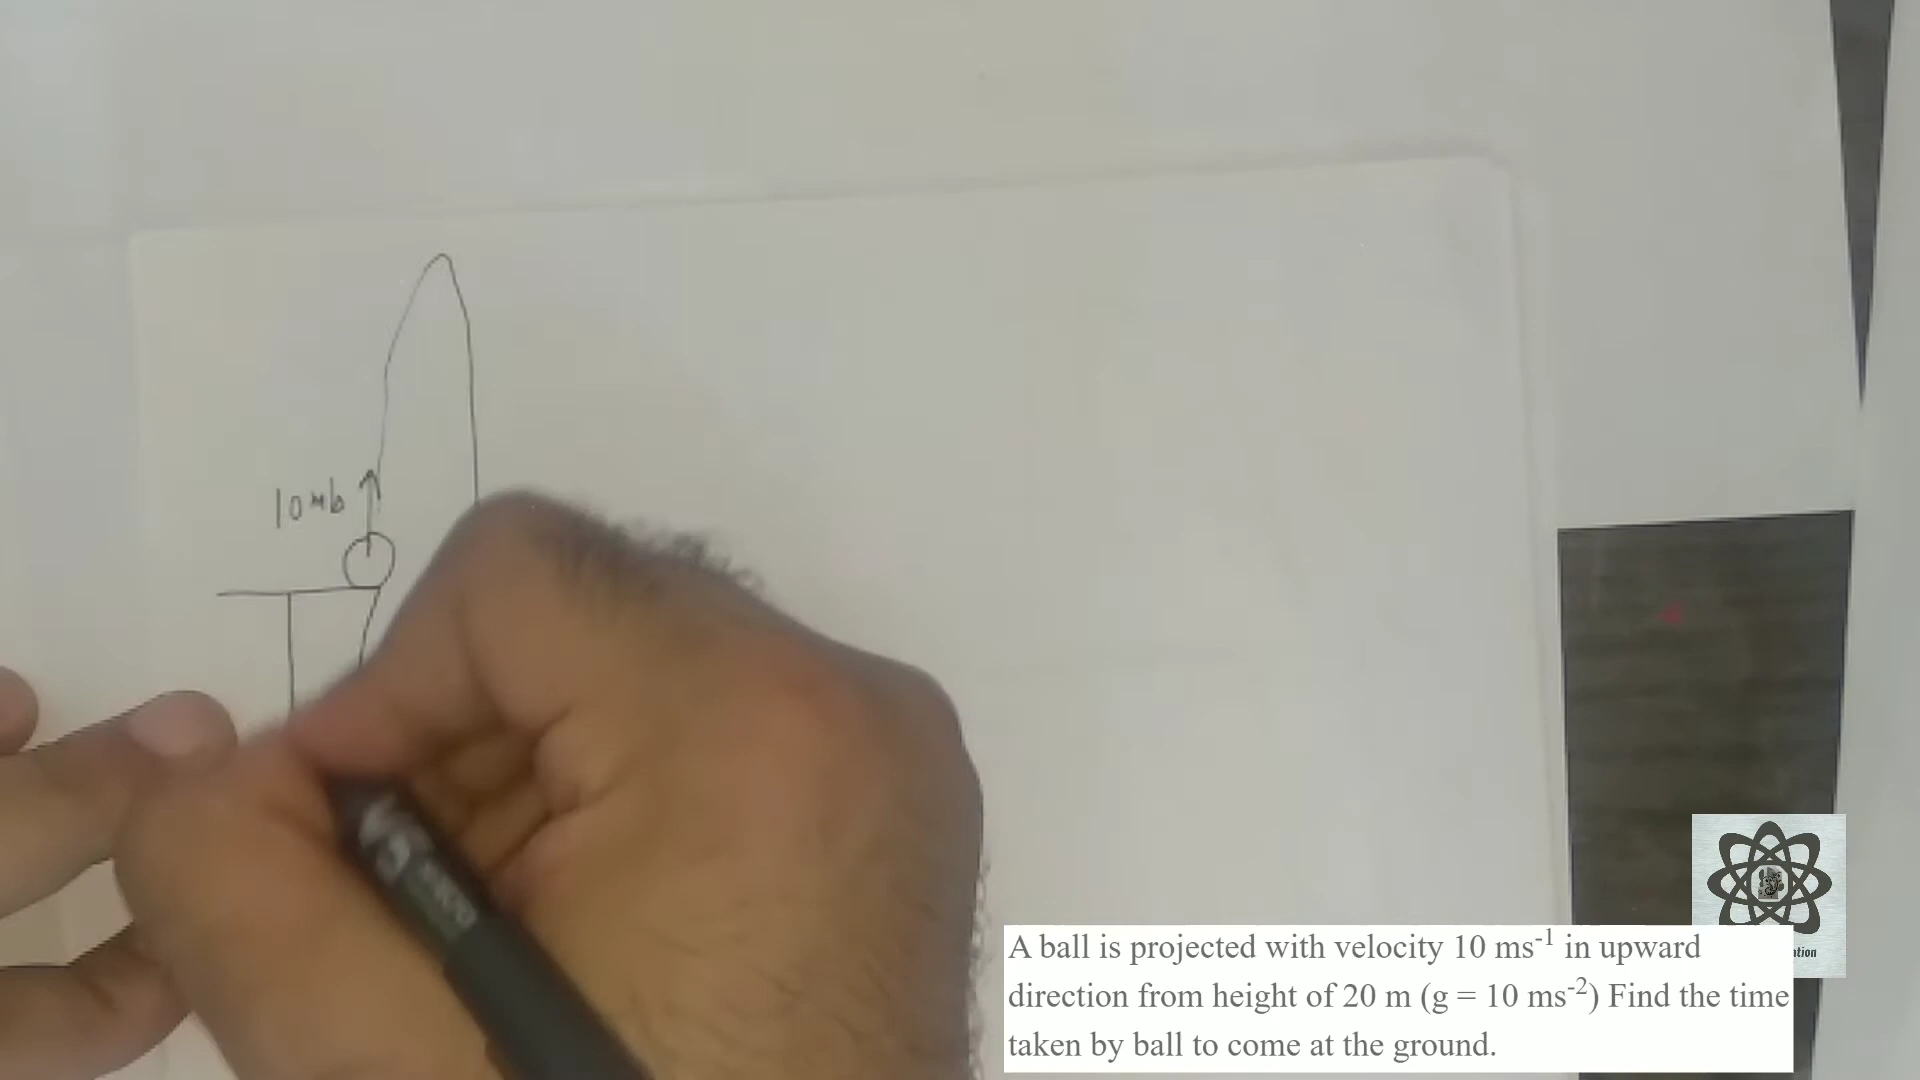 10 m/s
A ball is projected with velocity 10 ms⁻¹ in upward
direction from height of 20 m (g = 10 ms⁻²) Find the time
taken by ball to come at the ground.